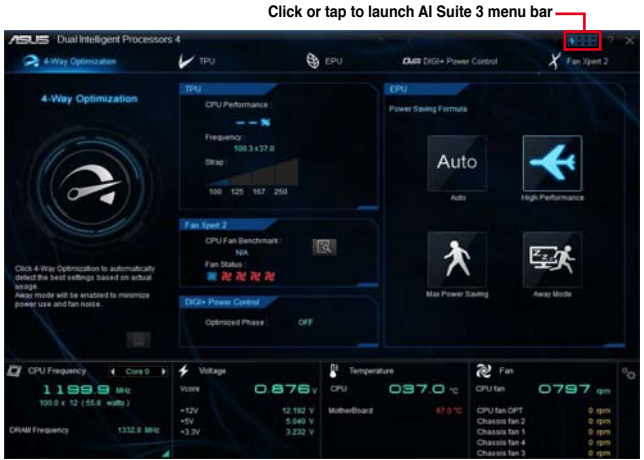 Click or tap to launch AI Suite 3 menu bar
ASUS Dual Intelligent Processors 4
? ×
4-Way Optimization
TPU
EPU
DIGI+ Power Control
Fan Xpert 2
4-Way Optimization
Click 4-Way Optimization to automatically
detect the best settings based on actual
usage.
Away mode will be enabled to minimize
power use and fan noise.
TPU
CPU Performance :
– – %
Frequency :
100.3 x37.0
Strap :
100 125 167 250
Fan Xpert 2
CPU Fan Benchmark :
N/A
Fan Status :
DIGI+ Power Control
Optimized Phase : OFF
EPU
Power Saving Formula
Auto
Auto
High Performance
Max Power Saving
Away Mode
CPU Frequency
Core 0
1199.9 MHz
100.0 x 12 (55.8 watts)
DRAM Frequency 1332.9 MHz
Voltage
Vcore 0.876 v
+12V 12.192 V
+5V 5.040 V
+3.3V 3.232 V
Temperature
CPU 037.0 °C
MotherBoard 47.0 °C
Fan
CPU fan 0797 rpm
CPU fan OPT 0 rpm
Chassis fan 2 0 rpm
Chassis fan 1 0 rpm
Chassis fan 4 0 rpm
Chassis fan 3 0 rpm